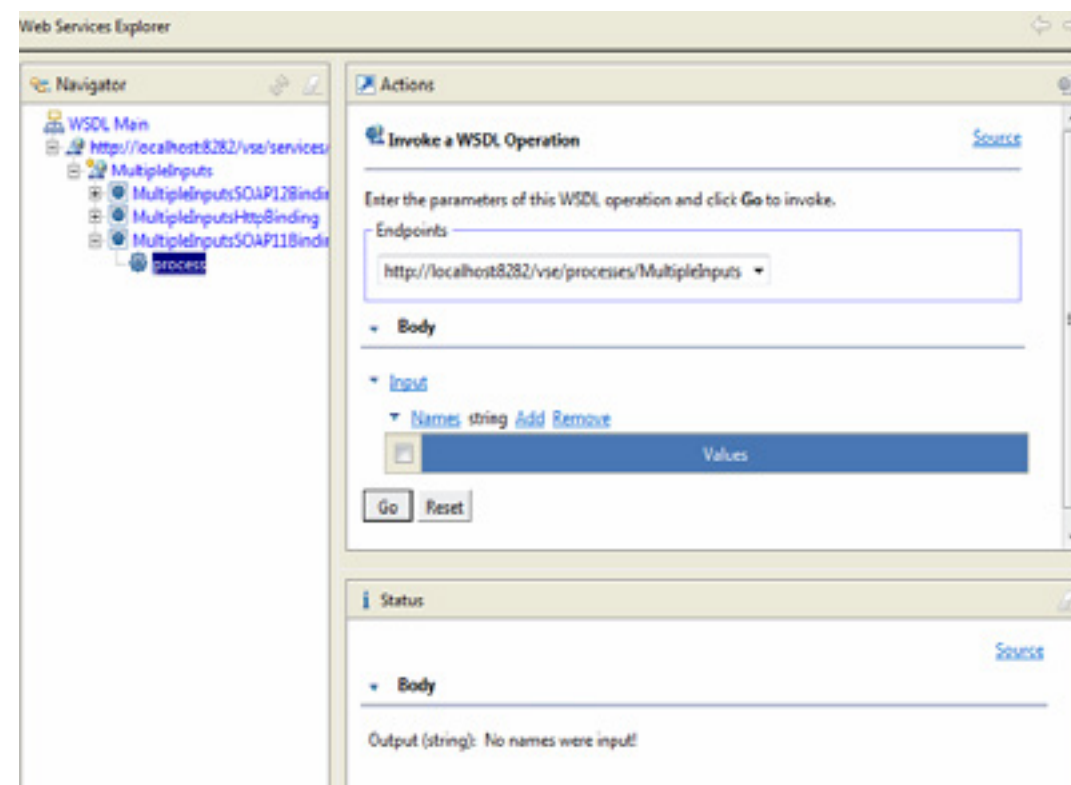 Web Services Explorer
Navigator
WSDL Main
http://localhost:8282/vse/services/
MultipleInputs
MultipleInputsSOAP12Bindin
MultipleInputsHttpBinding
MultipleInputsSOAP11Bindin
process
Actions
Invoke a WSDL Operation
Source
Enter the parameters of this WSDL operation and click Go to invoke.
Endpoints
http://localhost:8282/vse/processes/MultipleInputs
Body
Input
Names string Add Remove
Values
Go Reset
Status
Source
Body
Output (string): No names were input!